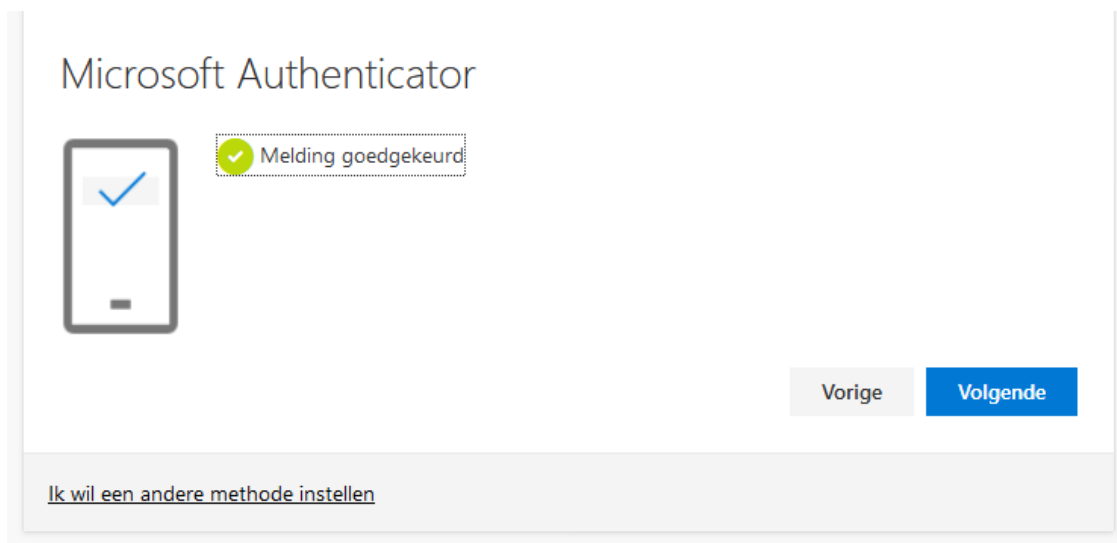 Microsoft Authenticator
Melding goedgekeurd
Vorige
Volgende
Ik wil een andere methode instellen